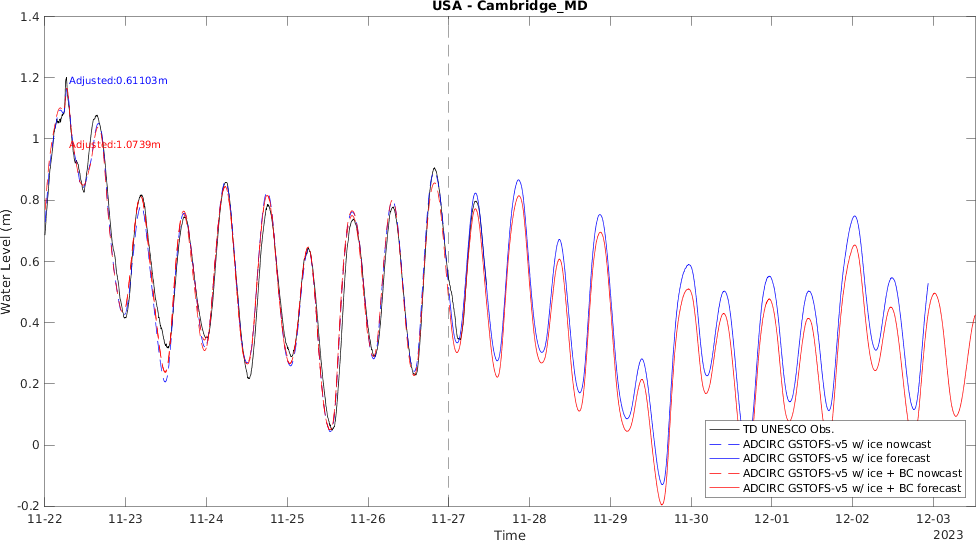 USA - Cambridge_MD
Water Level (m)
1.4
1.2
1
0.8
0.6
0.4
0.2
0
-0.2
Adjusted:0.61103m
Adjusted:1.0739m
TD UNESCO Obs.
ADCIRC GSTOFS-v5 w/ ice nowcast
ADCIRC GSTOFS-v5 w/ ice forecast
ADCIRC GSTOFS-v5 w/ ice + BC nowcast
ADCIRC GSTOFS-v5 w/ ice + BC forecast
11-22 11-23 11-24 11-25 11-26 11-27 11-28 11-29 11-30 12-01 12-02 12-03
Time
2023